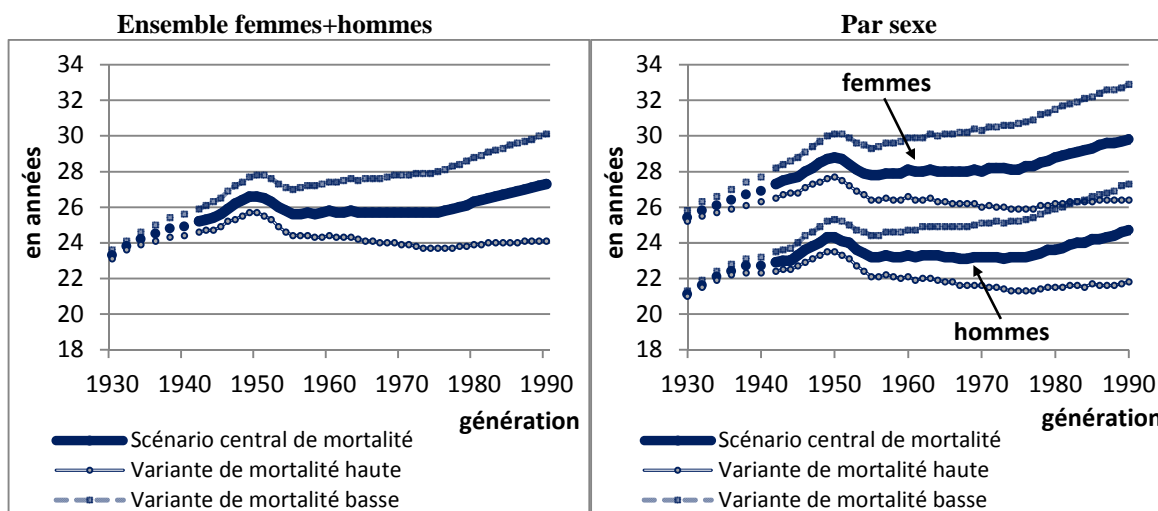 Ensemble femmes+hommes
en années
34
32
30
28
26
24
22
20
18
1930 1940 1950 1960 1970 1980 1990
génération
Scénario central de mortalité
Variante de mortalité haute
Variante de mortalité basse
Par sexe
en années
34
32
30
28
26
24
22
20
18
femmes
hommes
1930 1940 1950 1960 1970 1980 1990
génération
Scénario central de mortalité
Variante de mortalité haute
Variante de mortalité basse